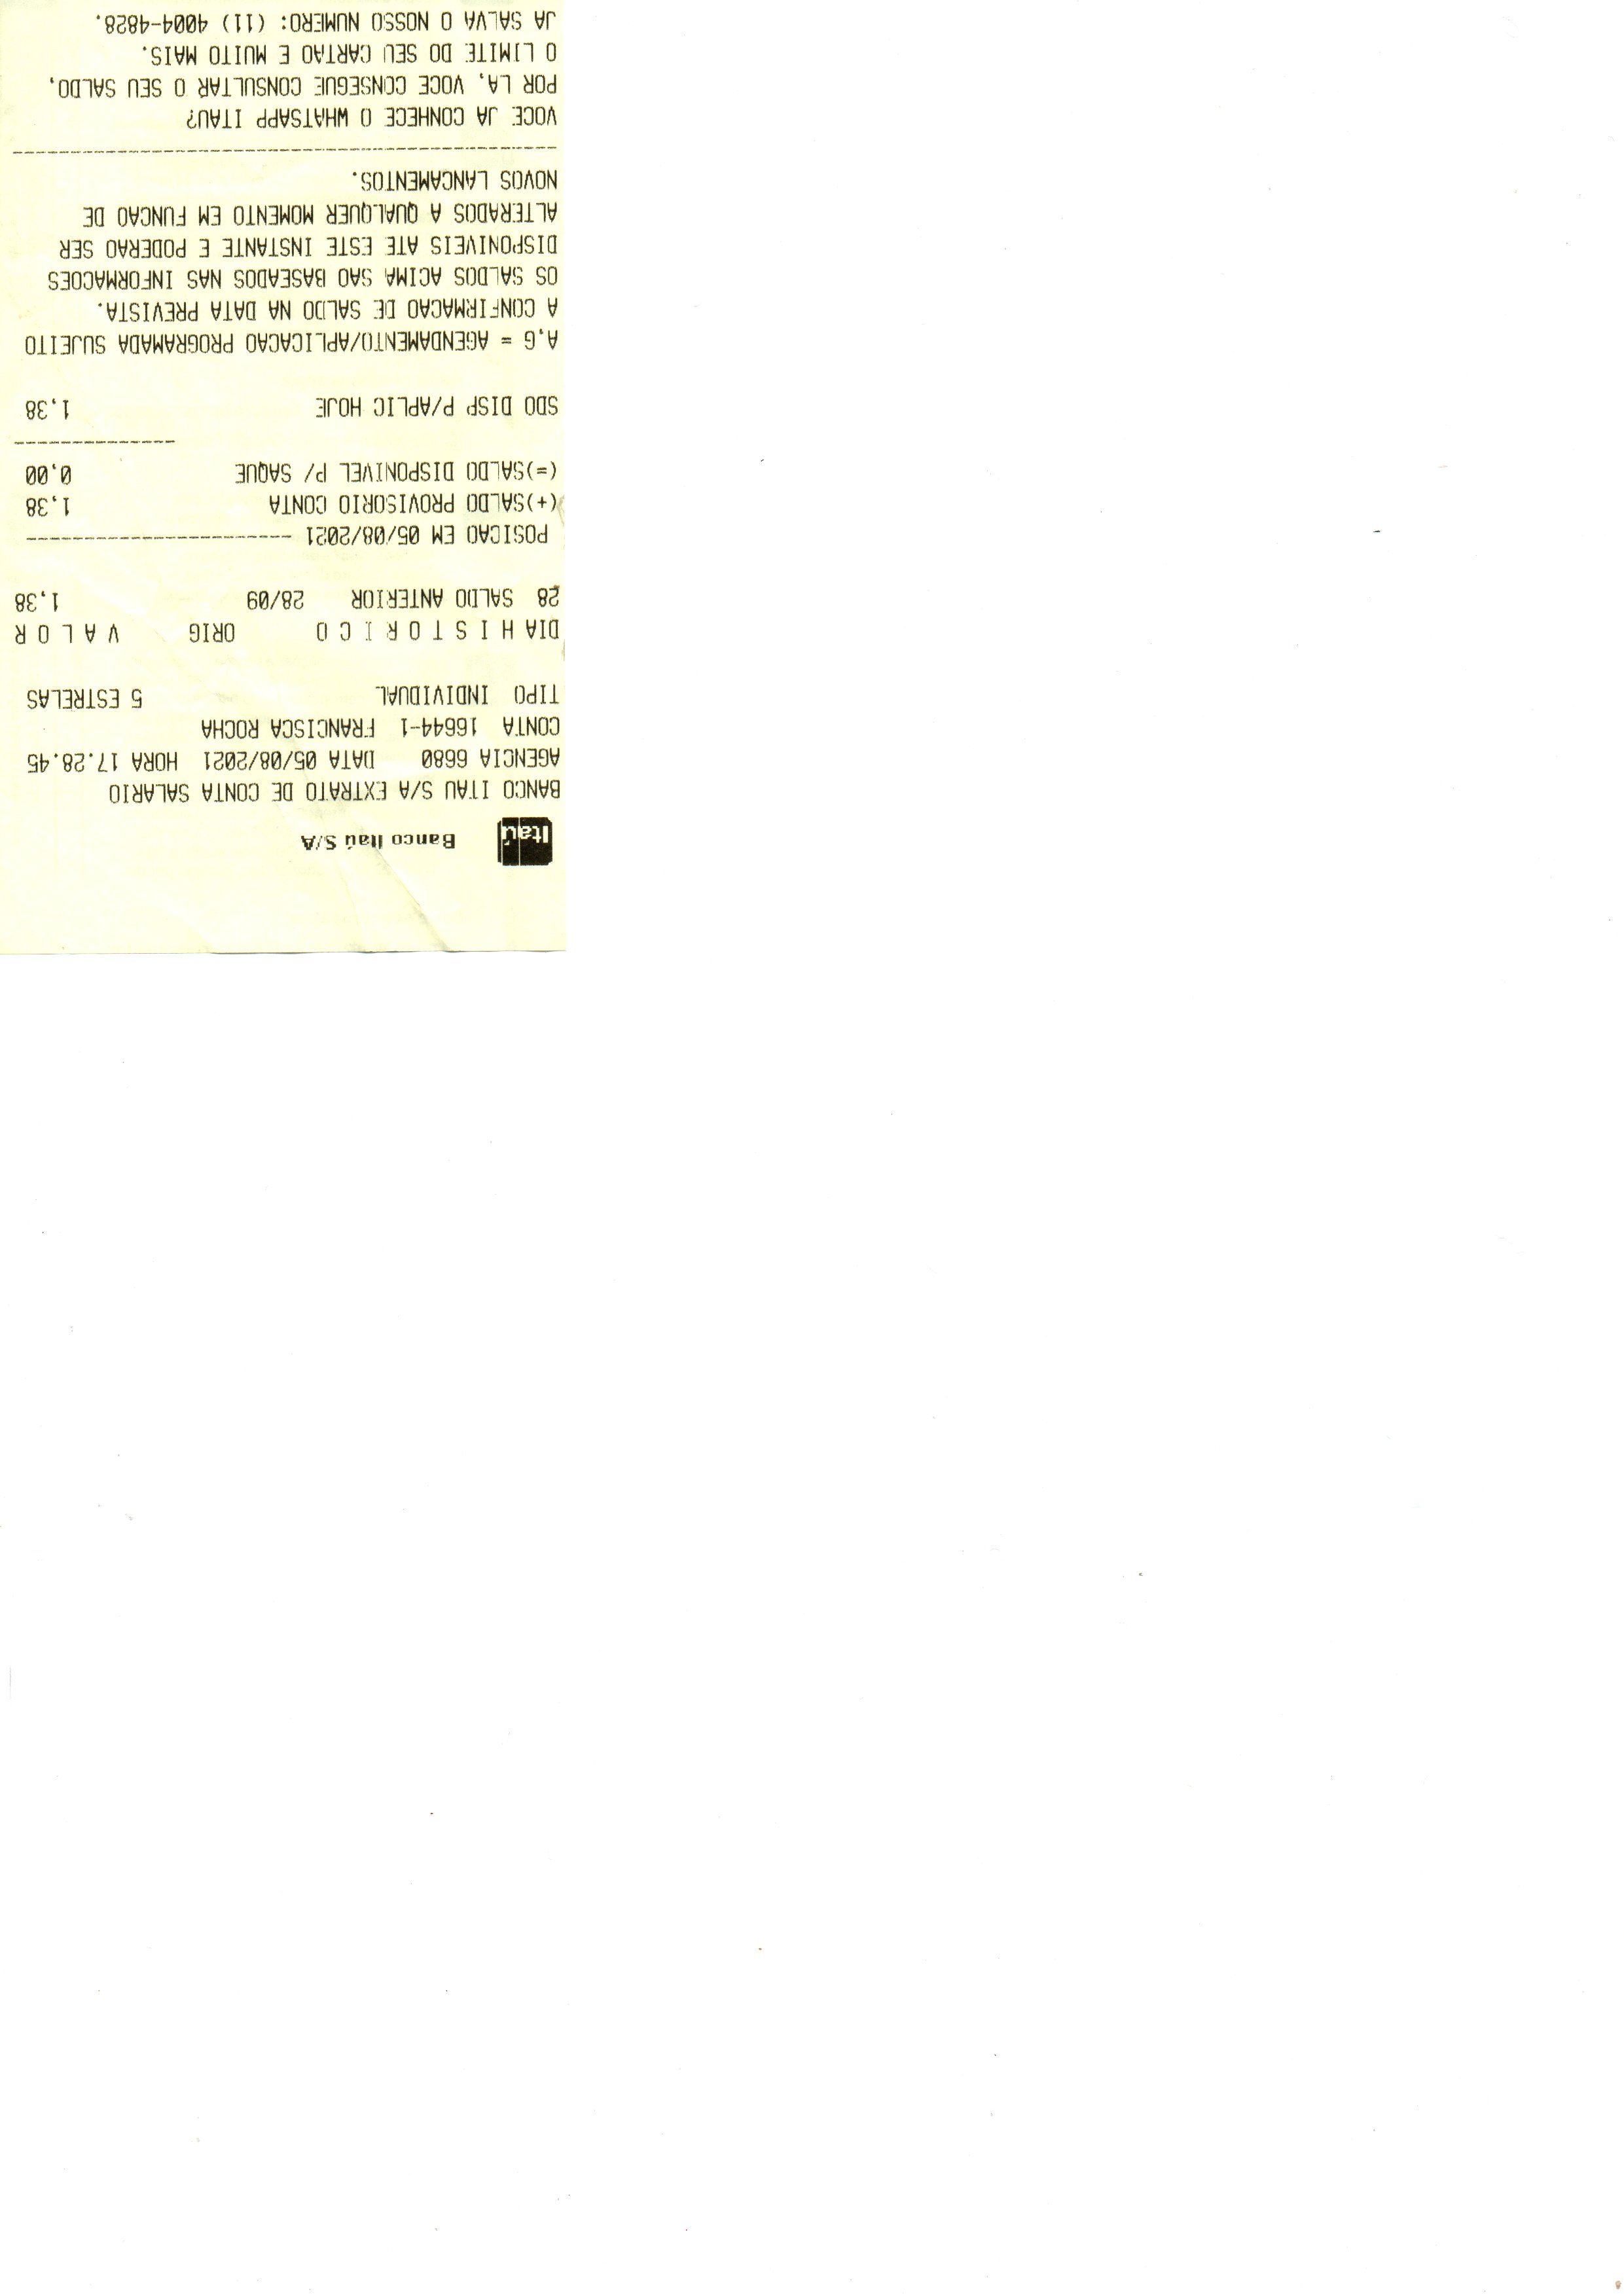 Itaú Banco Itaú S/A
BANCO ITAU S/A EXTRATO DE CONTA SALARIO
AGENCIA 6680 DATA 05/08/2021 HORA 17.28.45
CONTA 16644-1 FRANCISCA ROCHA
TIPO INDIVIDUAL 5 ESTRELAS
DIA H I S T O R I C O ORIG V A L O R
28 SALDO ANTERIOR 28/09 1,38
POSICAO EM 05/08/2021 -----------------------
(+)SALDO PROVISORIO CONTA 1,38
(=)SALDO DISPONIVEL P/ SAQUE 0,00
--------------
SDO DISP P/APLIC HOJE 1,38
A,G = AGENDAMENTO/APLICACAO PROGRAMADA SUJEITO
A CONFIRMACAO DE SALDO NA DATA PREVISTA.
OS SALDOS ACIMA SAO BASEADOS NAS INFORMACOES
DISPONIVEIS ATE ESTE INSTANTE E PODERAO SER
ALTERADOS A QUALQUER MOMENTO EM FUNCAO DE
NOVOS LANCAMENTOS.
-----------------------------------------------
VOCE JA CONHECE O WHATSAPP ITAU?
POR LA, VOCE CONSEGUE CONSULTAR O SEU SALDO,
O LIMITE DO SEU CARTAO E MUITO MAIS.
JA SALVA O NOSSO NUMERO: (11) 4004-4828.